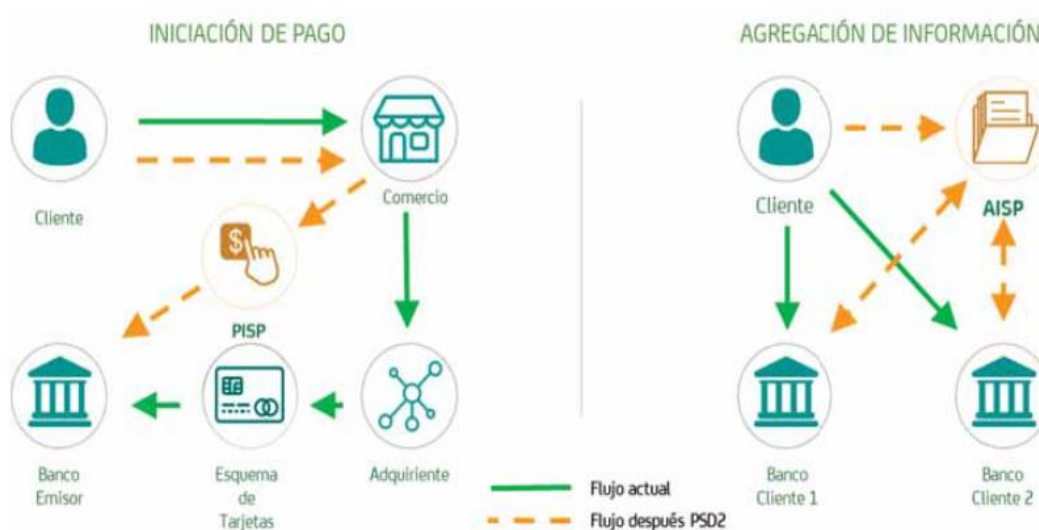 INICIACIÓN DE PAGO
Cliente
Comercio
$
PISP
Banco
Emisor
Esquema
de
Tarjetas
Adquiriente
AGREGACIÓN DE INFORMACIÓN
Cliente
AISP
Banco
Cliente 1
Banco
Cliente 2
Flujo actual
Flujo después PSD2